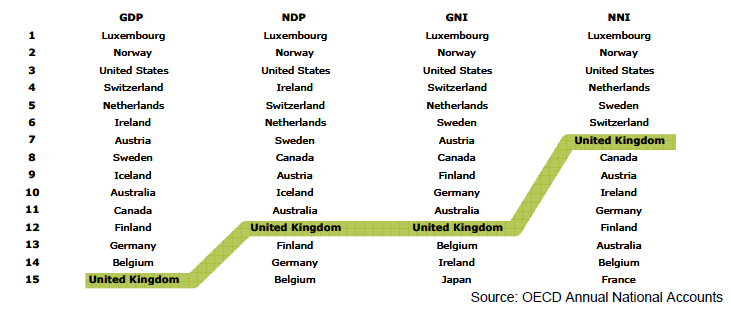 GDP NDP GNI NNI
1 Luxembourg Luxembourg Luxembourg Luxembourg
2 Norway Norway Norway Norway
3 United States United States United States United States
4 Switzerland Ireland Switzerland Netherlands
5 Netherlands Switzerland Netherlands Sweden
6 Ireland Netherlands Sweden Switzerland
7 Austria Sweden Austria United Kingdom
8 Sweden Canada Canada Canada
9 Iceland Austria Finland Austria
10 Australia Iceland Germany Ireland
11 Canada Australia Australia Germany
12 Finland United Kingdom United Kingdom Finland
13 Germany Finland Belgium Australia
14 Belgium Germany Ireland Belgium
15 United Kingdom Belgium Japan France
Source: OECD Annual National Accounts